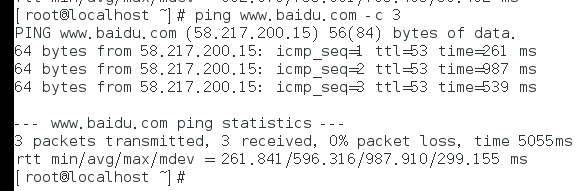 [root@localhost ~]# ping www.baidu.com -c 3
PING www.baidu.com (58.217.200.15) 56(84) bytes of data.
64 bytes from 58.217.200.15: icmp_seq=1 ttl=53 time=261 ms
64 bytes from 58.217.200.15: icmp_seq=2 ttl=53 time=987 ms
64 bytes from 58.217.200.15: icmp_seq=3 ttl=53 time=539 ms
--- www.baidu.com ping statistics ---
3 packets transmitted, 3 received, 0% packet loss, time 5055ms
rtt min/avg/max/mdev = 261.841/596.316/987.910/299.155 ms
[root@localhost ~]#